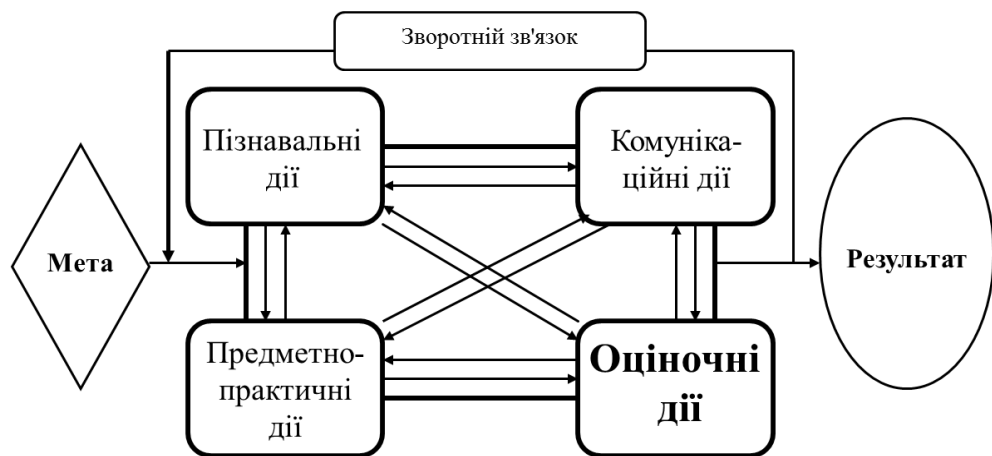 Зворотній зв'язок
Пізнавальні
дії
Комуніка-
ційні дії
Мета
Результат
Предметно-
практичні
дії
Оціночні
дії